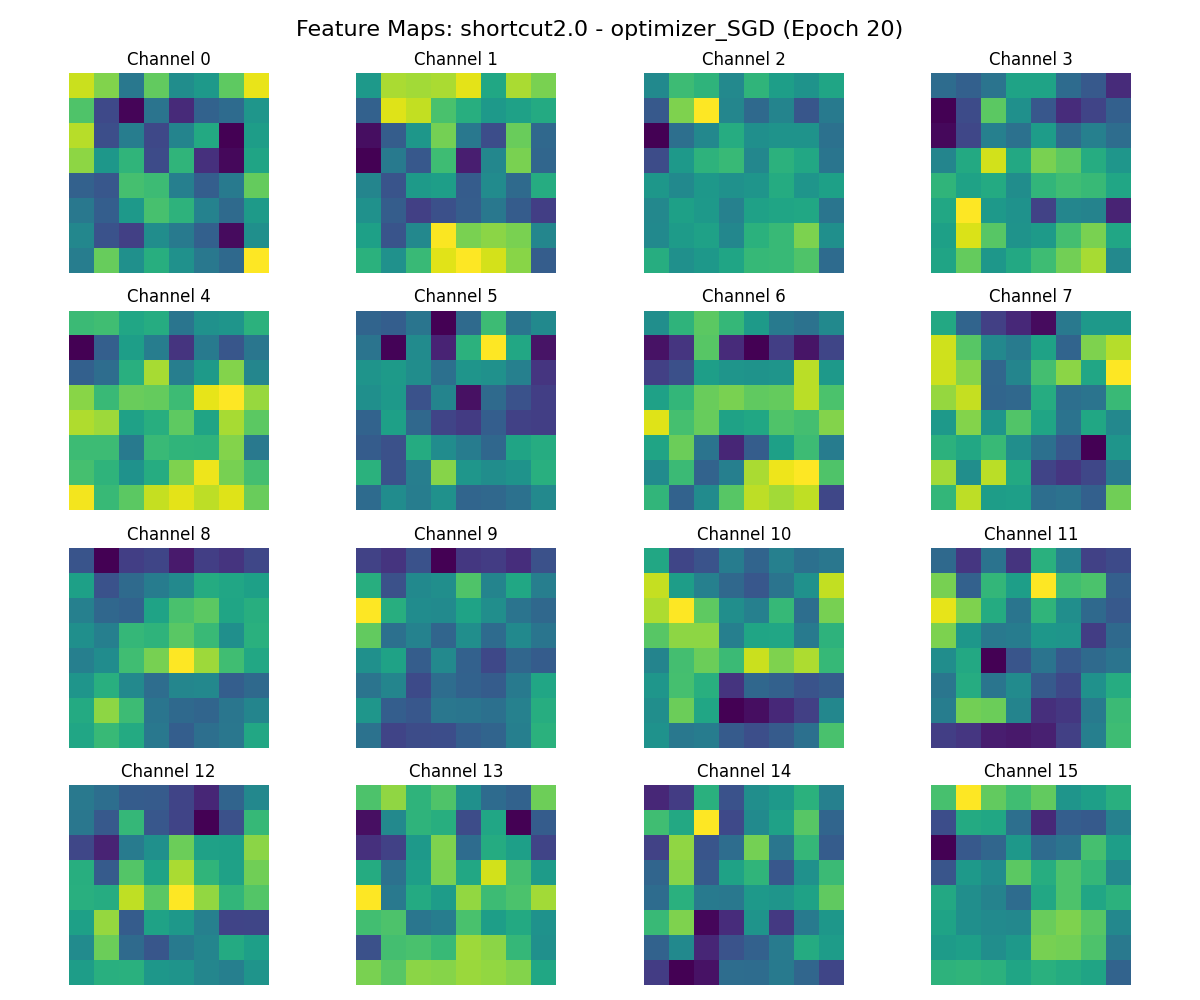 Feature Maps: shortcut2.0 - optimizer_SGD (Epoch 20)
Channel 0
Channel 1
Channel 2
Channel 3
Channel 4
Channel 5
Channel 6
Channel 7
Channel 8
Channel 9
Channel 10
Channel 11
Channel 12
Channel 13
Channel 14
Channel 15